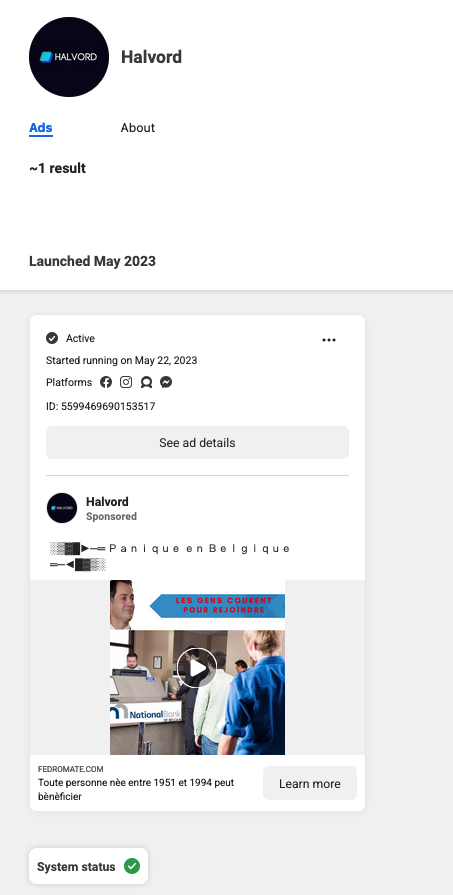 HALVORD
Halvord
Ads
About
~1 result
Launched May 2023
Active
Started running on May 22, 2023
Platforms
ID: 5599469690153517
See ad details
HALVORD
Halvord
Sponsored
░▒▓█►─═ P a n i q u e e n B e l g i q u e
═─◄█▓▒░
LES GENS COURENT
POUR REJOINDRE
NationalBank
FEDROMATE.COM
Toute personne nèe entre 1951 et 1994 peut
bènèficier
Learn more
System status